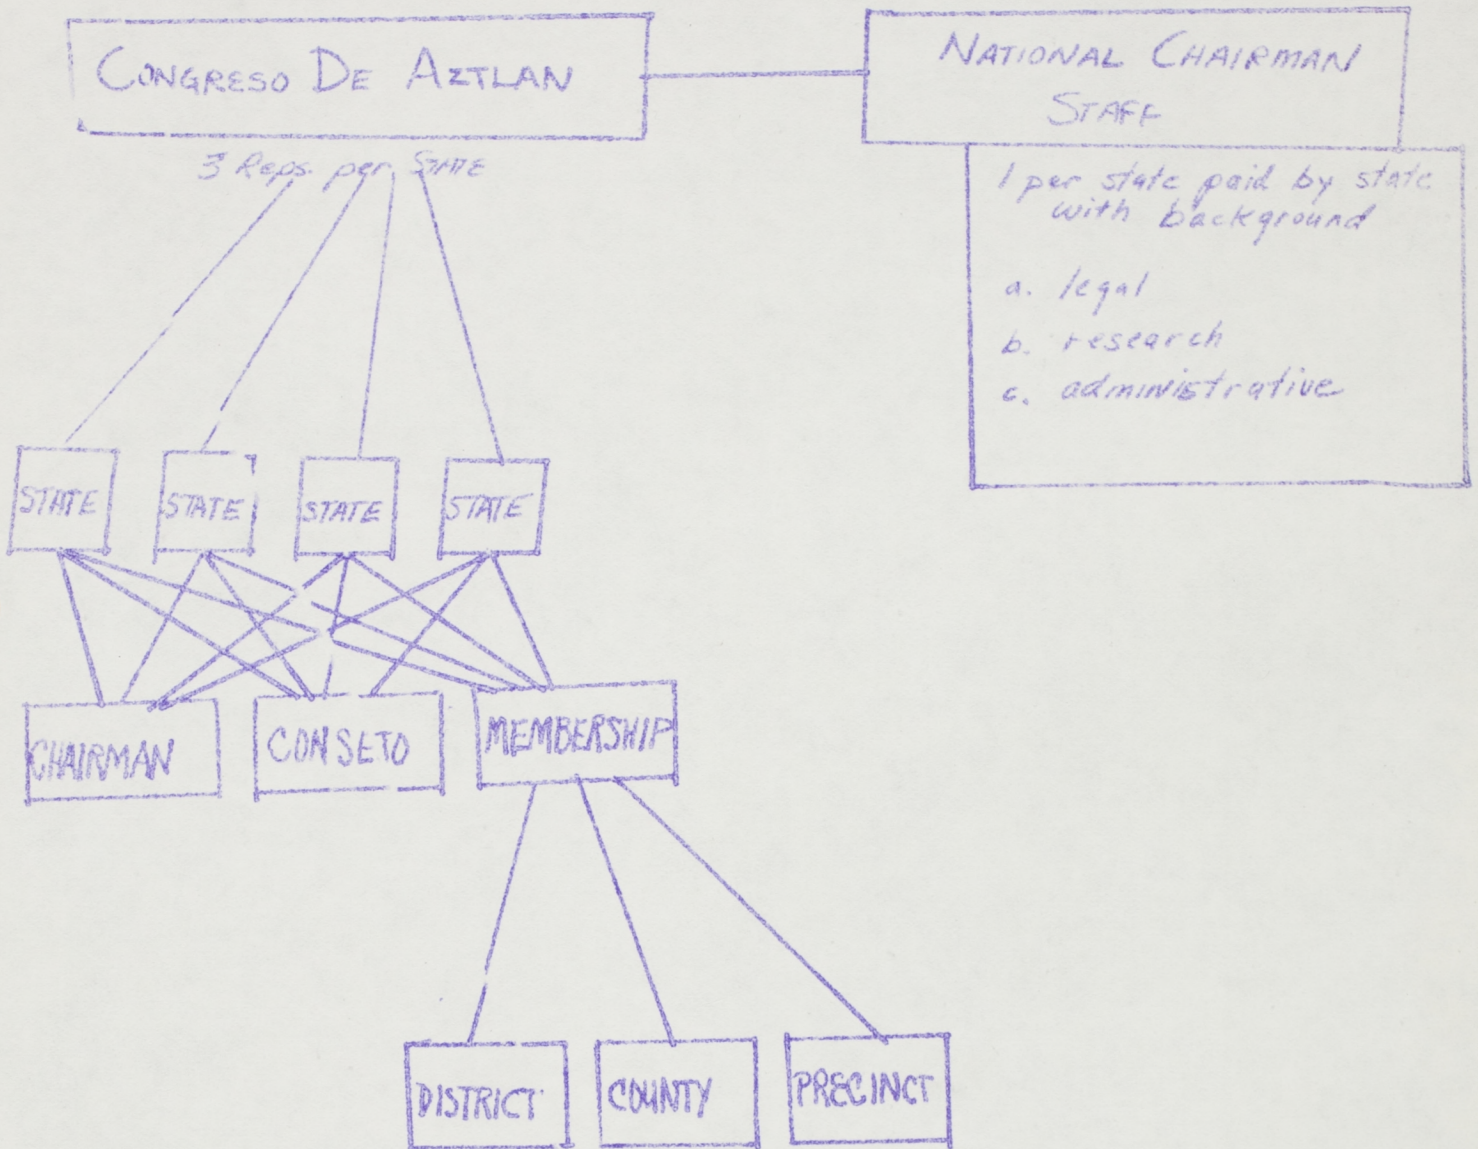 CONGRESO DE AZTLAN
NATIONAL CHAIRMAN
STAFF
3 Reps. per STATE
1 per state paid by state
with background
a. legal
b. research
c. administrative
STATE
STATE
STATE
STATE
CHAIRMAN
CONSETO
MEMBERSHIP
DISTRICT
COUNTY
PRECINCT